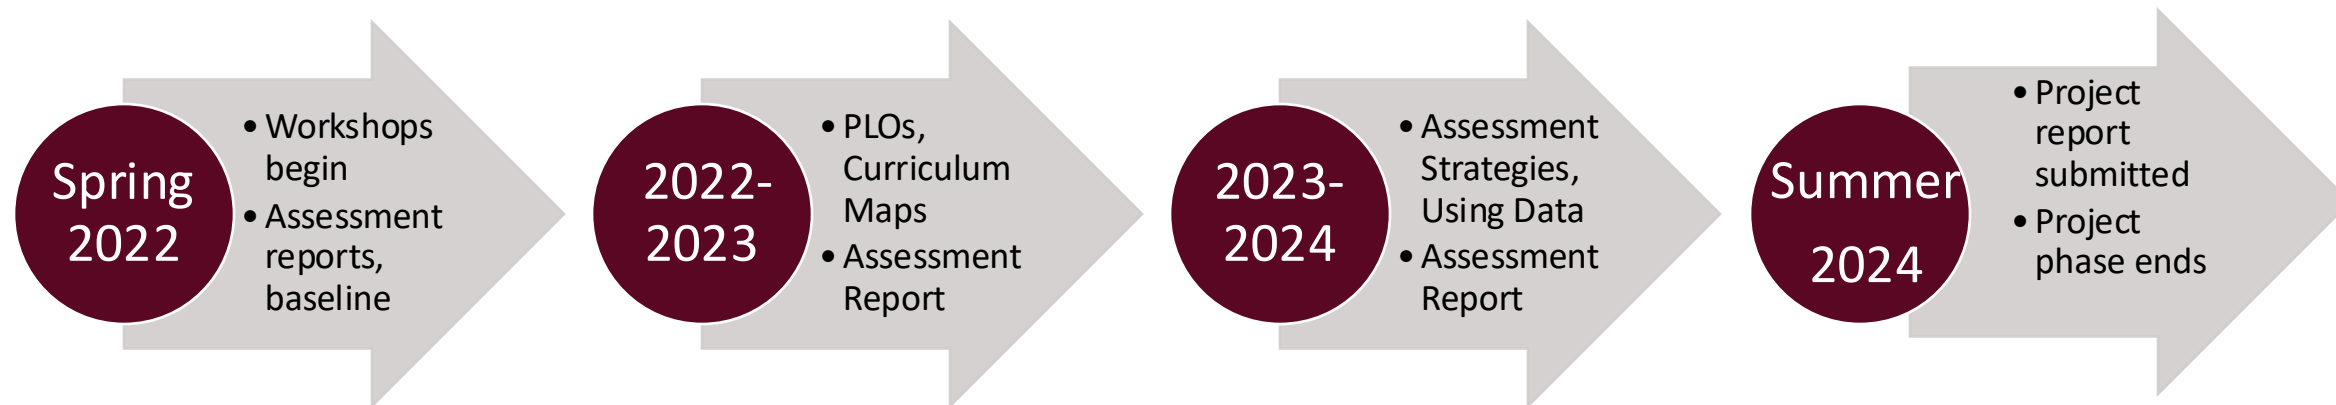 Spring
2022
• Workshops
begin
• Assessment
reports,
baseline
2022-
2023
• PLOs,
Curriculum
Maps
• Assessment
Report
2023-
2024
• Assessment
Strategies,
Using Data
• Assessment
Report
Summer
2024
• Project
report
submitted
• Project
phase ends